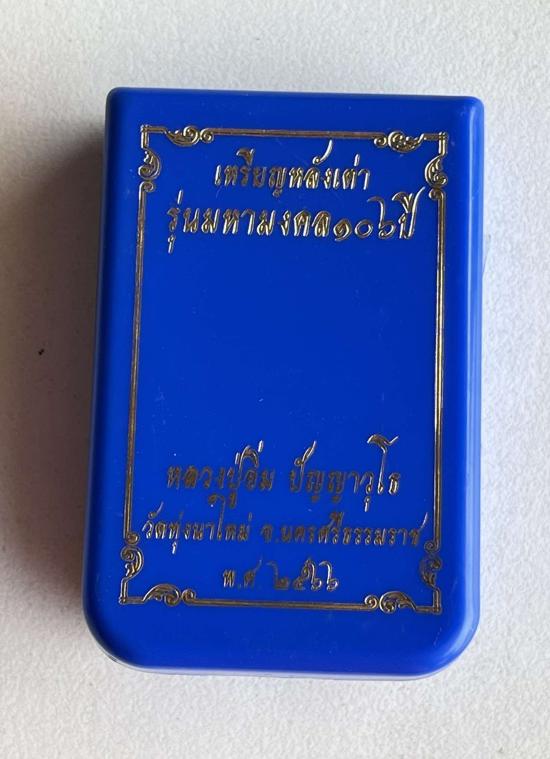 เหรียญหลังเต่า
รุ่นมหามงคล๑๐๖ปี
หลวงปู่อิ่ม ปัญญาวุโธ
วัดทุ่งนาใหม่ จ.นครศรีธรรมราช
พ.ศ.๒๕๖๖